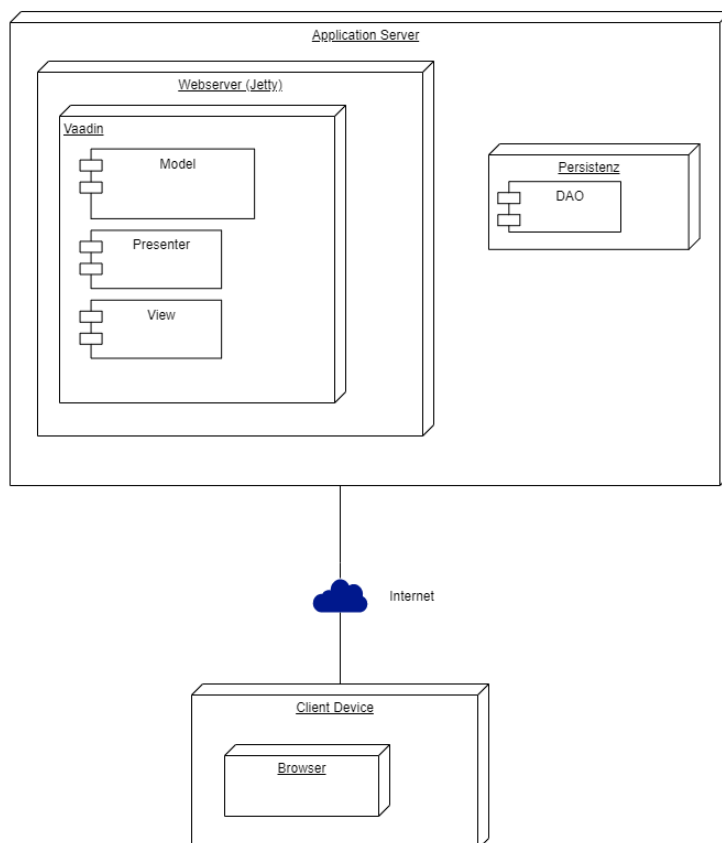 Application Server
Webserver (Jetty)
Vaadin
Model
Presenter
View
Persistenz
DAO
Internet
Client Device
Browser